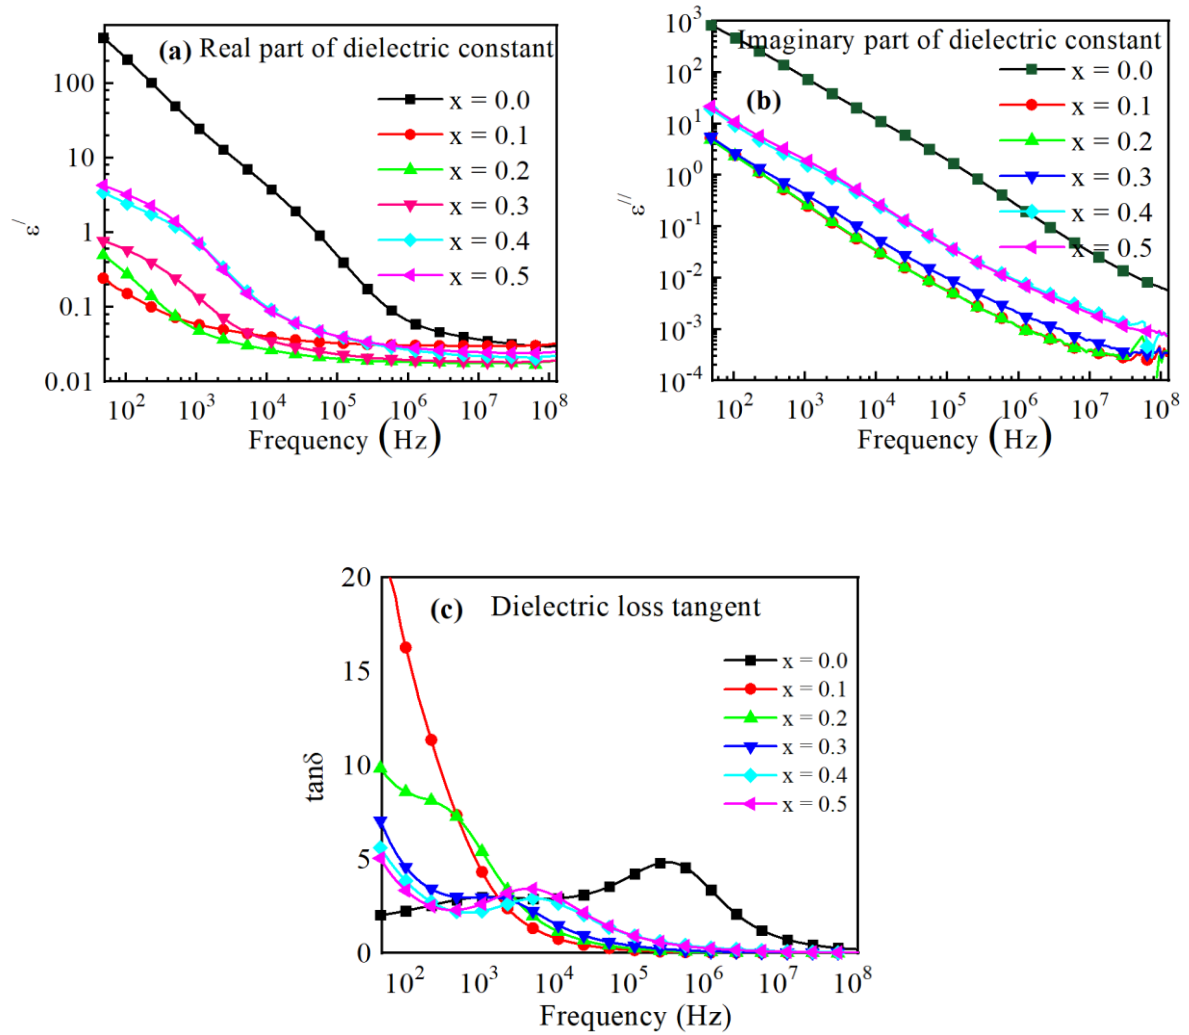 (a) Real part of dielectric constant
100
10
1
0.1
0.01
ε′
x = 0.0
x = 0.1
x = 0.2
x = 0.3
x = 0.4
x = 0.5
10² 10³ 10⁴ 10⁵ 10⁶ 10⁷ 10⁸
Frequency (Hz)
Imaginary part of dielectric constant
(b)
10³
10²
10¹
10⁰
10⁻¹
10⁻²
10⁻³
10⁻⁴
ε″
x = 0.0
x = 0.1
x = 0.2
x = 0.3
x = 0.4
x = 0.5
10² 10³ 10⁴ 10⁵ 10⁶ 10⁷ 10⁸
Frequency (Hz)
(c) Dielectric loss tangent
20
15
10
5
0
tanδ
x = 0.0
x = 0.1
x = 0.2
x = 0.3
x = 0.4
x = 0.5
10² 10³ 10⁴ 10⁵ 10⁶ 10⁷ 10⁸
Frequency (Hz)